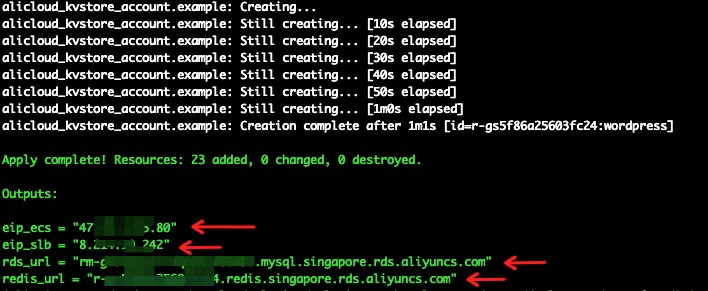 alicloud_kvstore_account.example: Creating...
alicloud_kvstore_account.example: Still creating... [10s elapsed]
alicloud_kvstore_account.example: Still creating... [20s elapsed]
alicloud_kvstore_account.example: Still creating... [30s elapsed]
alicloud_kvstore_account.example: Still creating... [40s elapsed]
alicloud_kvstore_account.example: Still creating... [50s elapsed]
alicloud_kvstore_account.example: Still creating... [1m0s elapsed]
alicloud_kvstore_account.example: Creation complete after 1m1s [id=r-gs5f86a25603fc24:wordpress]
Apply complete! Resources: 23 added, 0 changed, 0 destroyed.
Outputs:
eip_ecs = "47 .80"
eip_slb = "8. 242"
rds_url = "rm- .mysql.singapore.rds.aliyuncs.com"
redis_url = "r- 4.redis.singapore.rds.aliyuncs.com"